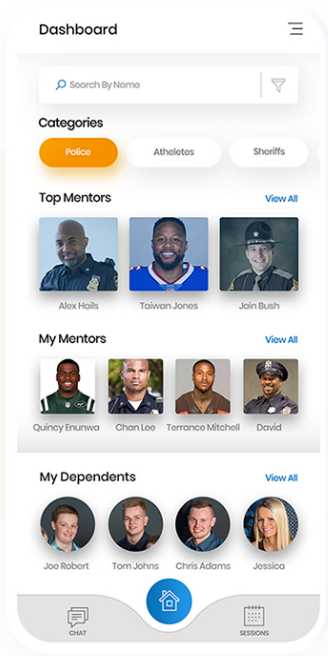 Dashboard
Search By Name
Categories
Police Atheletes Sheriffs
Top Mentors View All
Alex Hails Taiwan Jones Jain Bush
My Mentors View All
Quincy Enunwa Chan Lee Terrance Mitchell David
My Dependents View All
Joe Robert Tom Johns Chris Adams Jessica
CHAT SESSIONS